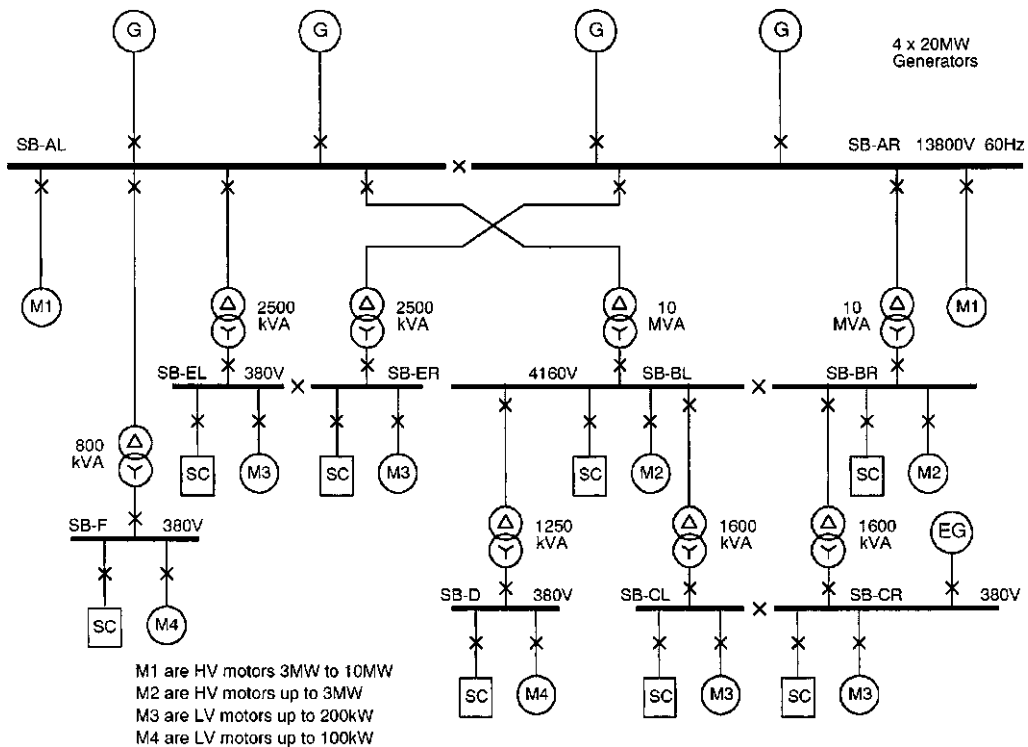 G
G
G
G
4 x 20MW
Generators
SB-AL
SB-AR 13800V 60Hz
M1
2500
kVA
2500
kVA
10
MVA
10
MVA
M1
SB-EL 380V
SB-ER
4160V SB-BL
SB-BR
800
kVA
SC
M3
SC
M3
SC
M2
SC
M2
SB-F 380V
1250
kVA
1600
kVA
1600
kVA
EG
SB-D 380V
SB-CL
SB-CR 380V
SC
M4
SC
M4
SC
M3
SC
M3
M1 are HV motors 3MW to 10MW
M2 are HV motors up to 3MW
M3 are LV motors up to 200kW
M4 are LV motors up to 100kW